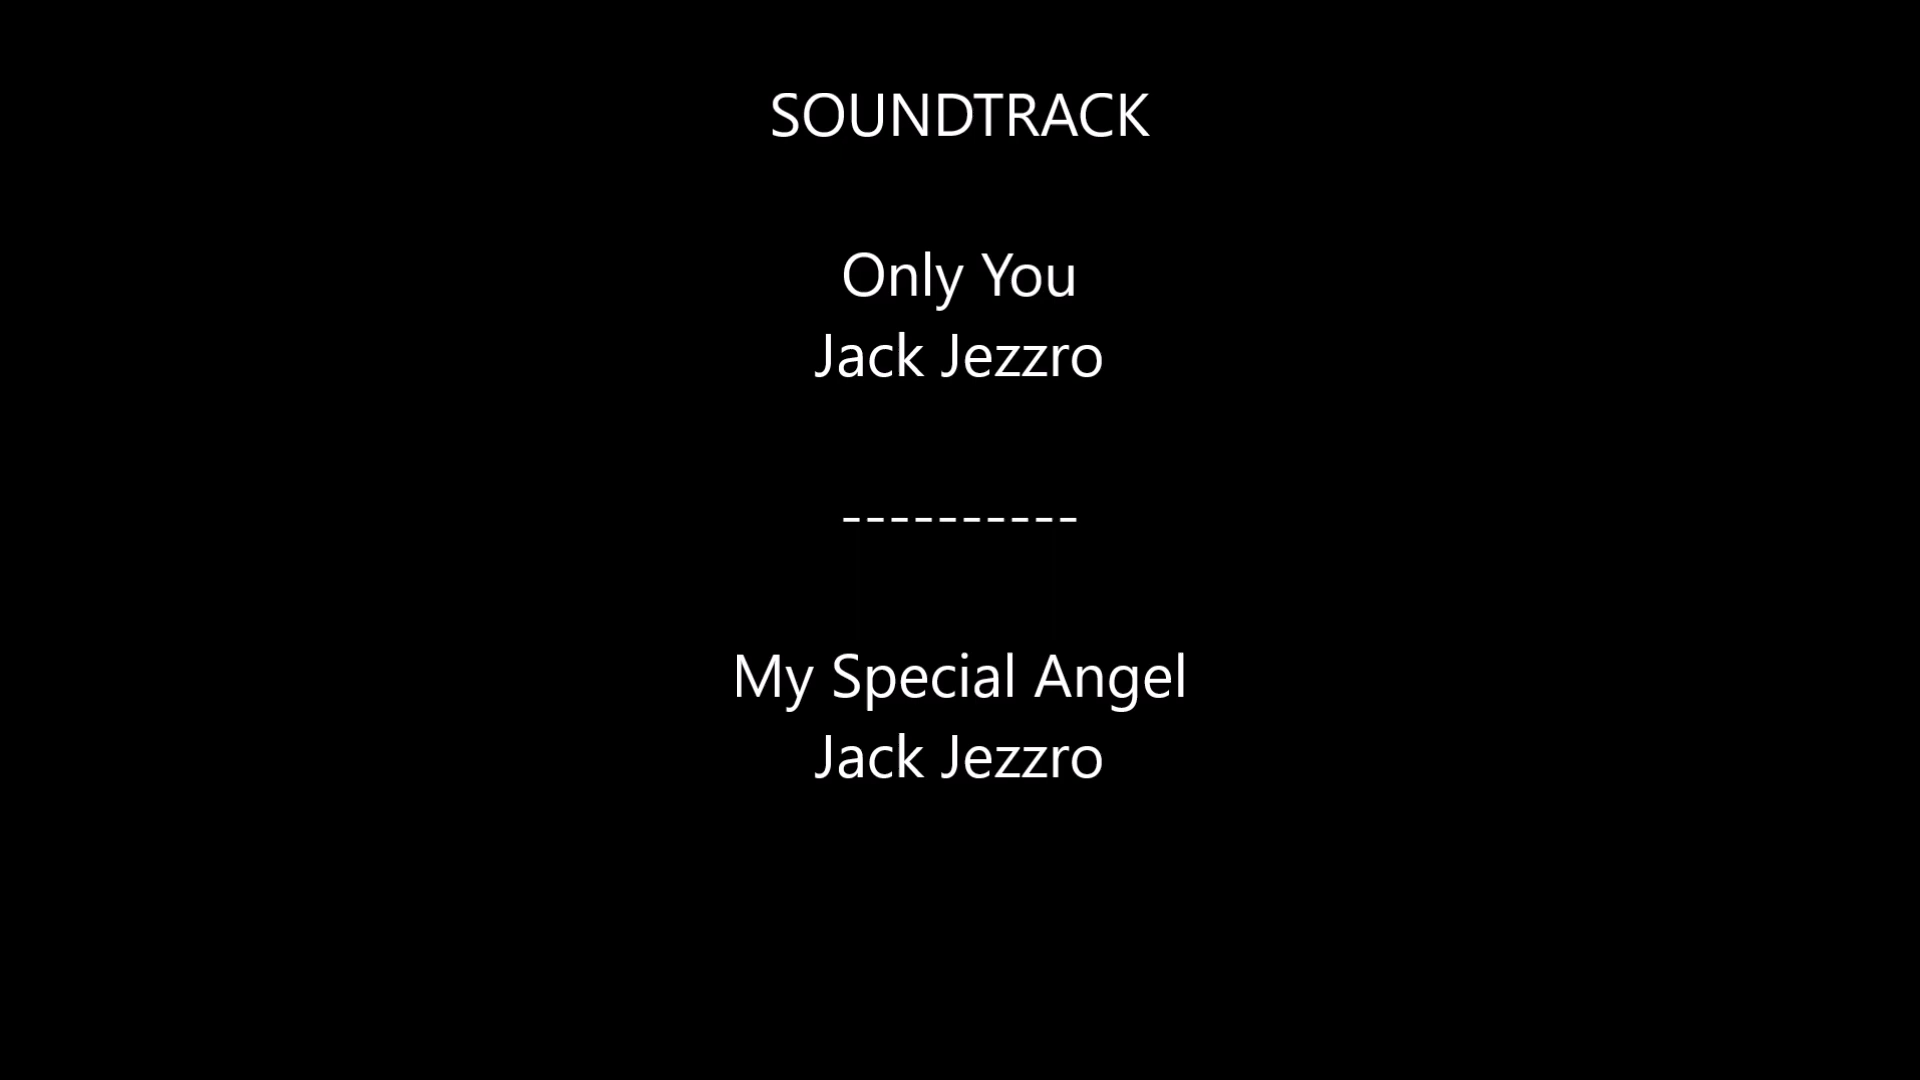 SOUNDTRACK
Only You
Jack Jezzro
----------
My Special Angel
Jack Jezzro